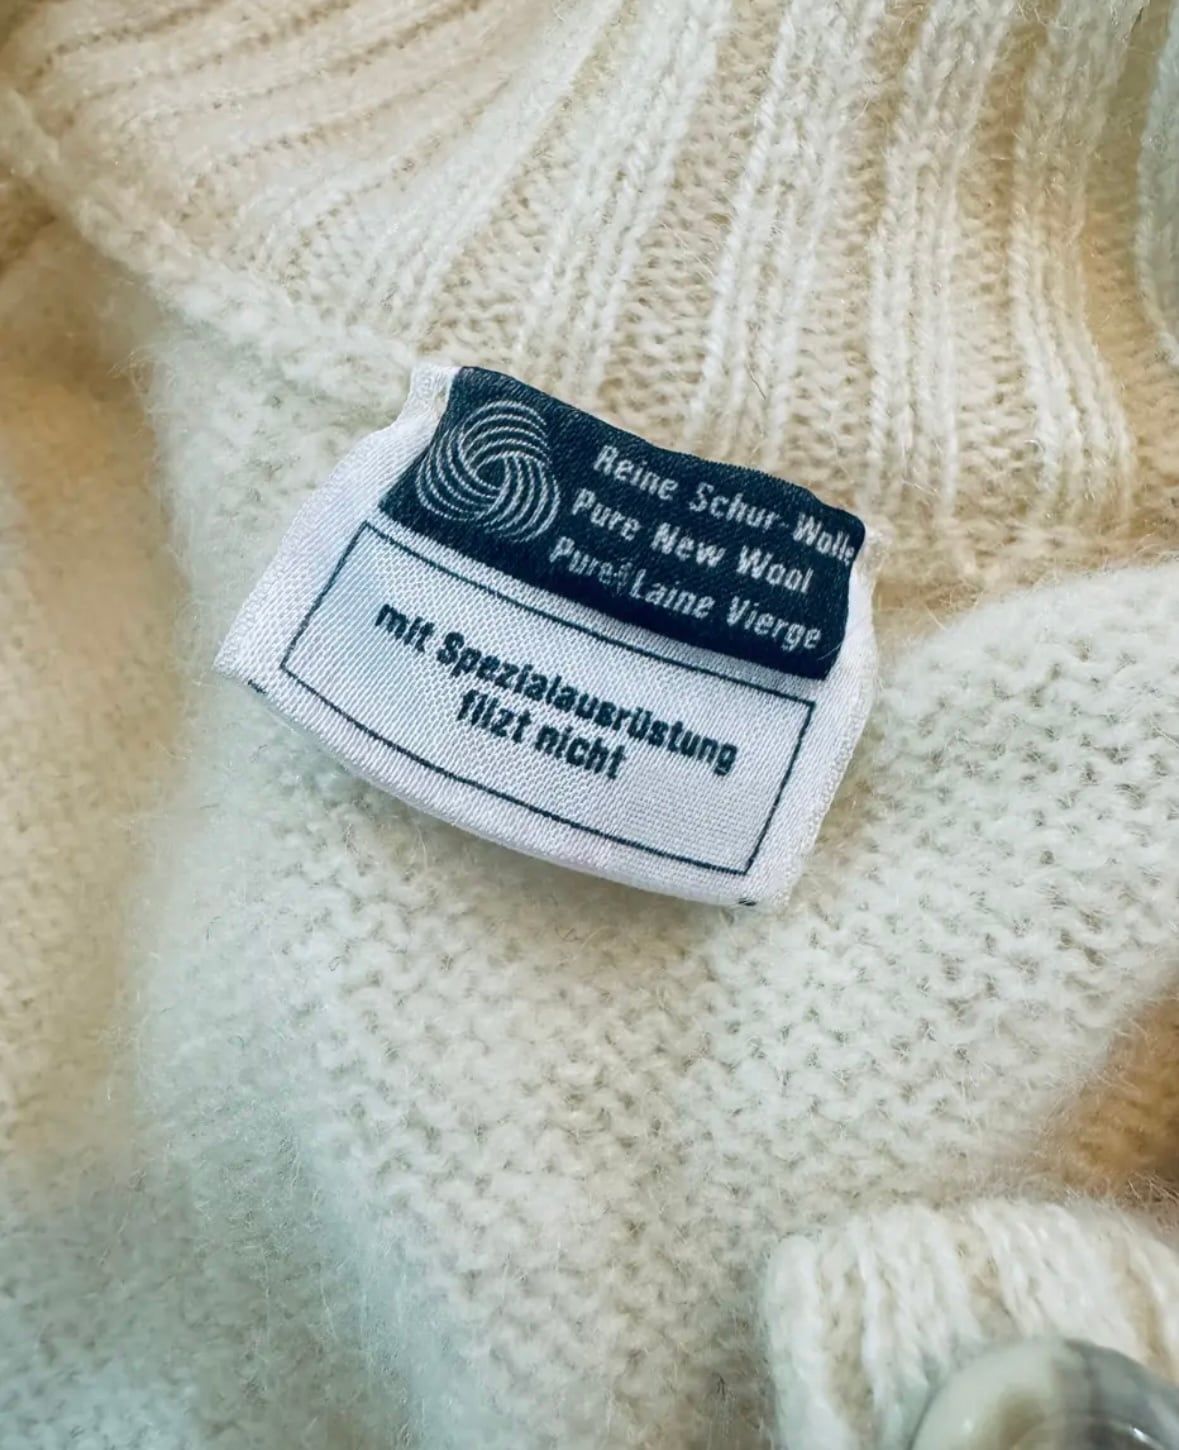 Reine Schur-Wolle
Pure New Wool
Pure Laine Vierge
mit Spezialausrüstung
filzt nicht